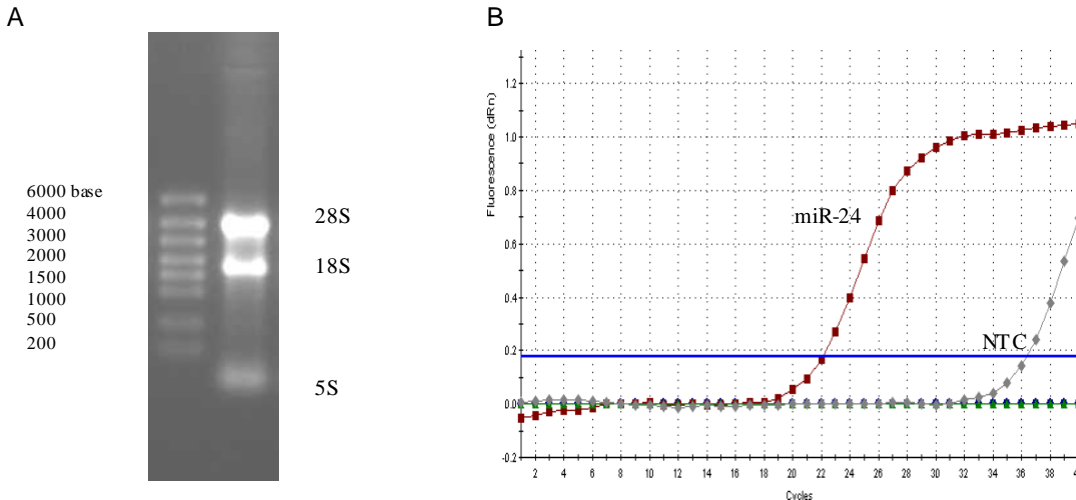 A
6000 base
4000
3000
2000
1500
1000
500
200
28S
18S
5S
B
Fluorescence (dRn)
1.2
1.0
0.8
0.6
0.4
0.2
0.0
-0.2
miR-24
NTC
2 4 6 8 10 12 14 16 18 20 22 24 26 28 30 32 34 36 38 4
Cycles